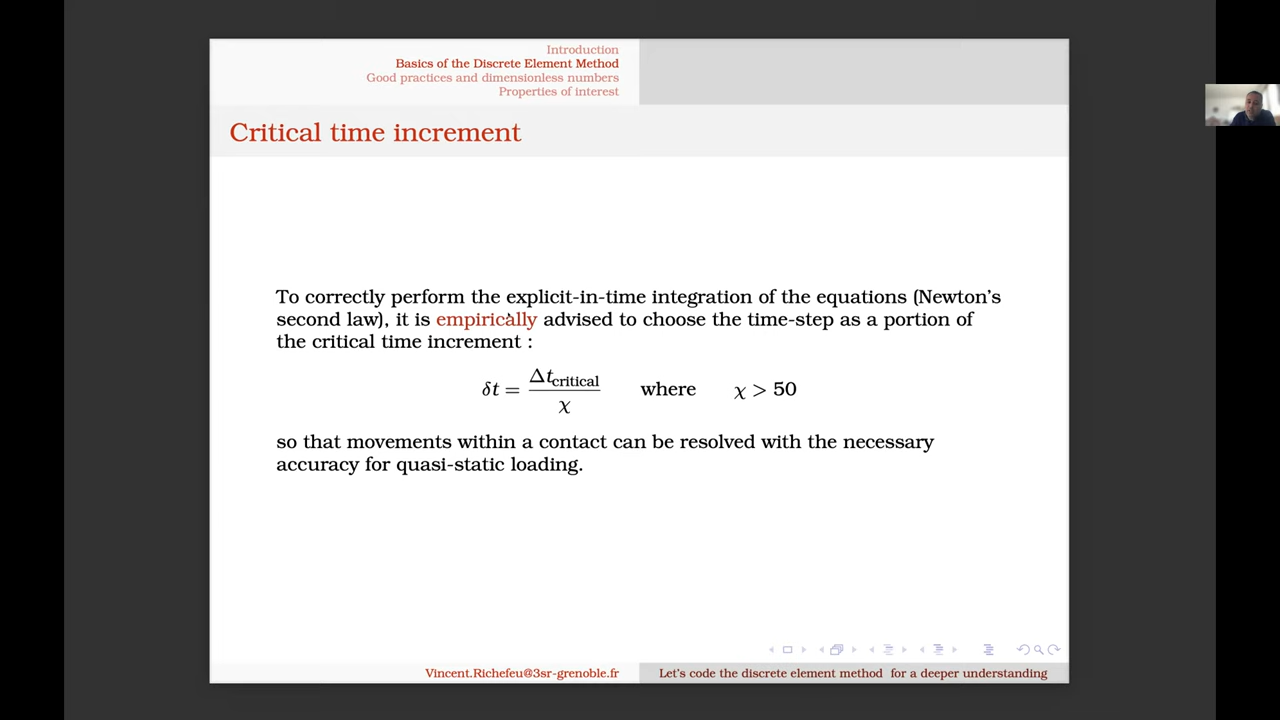 Introduction
Basics of the Discrete Element Method
Good practices and dimensionless numbers
Properties of interest
Critical time increment
To correctly perform the explicit-in-time integration of the equations (Newton's
second law), it is empirically advised to choose the time-step as a portion of
the critical time increment :
δt = Δt_critical / χ where χ > 50
so that movements within a contact can be resolved with the necessary
accuracy for quasi-static loading.
Vincent.Richefeu@3sr-grenoble.fr
Let's code the discrete element method for a deeper understanding